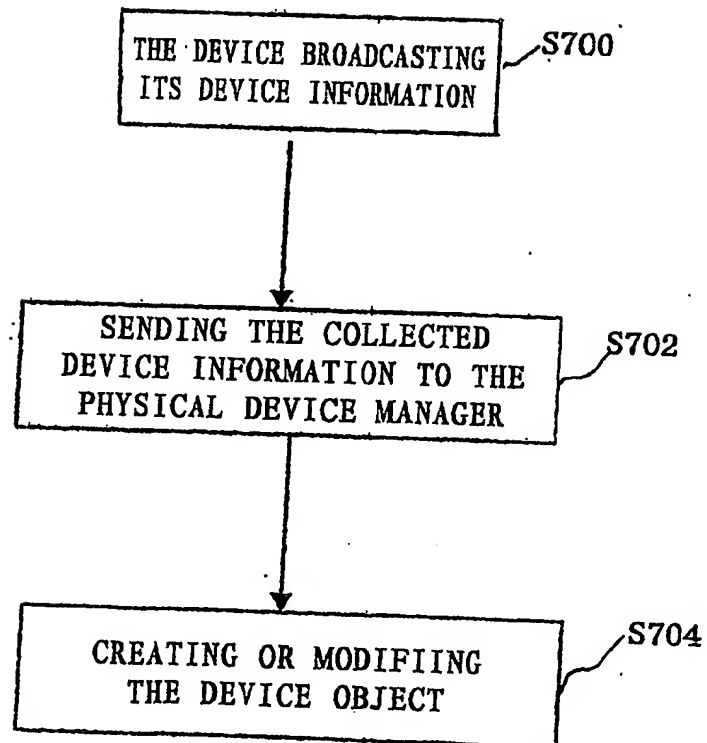 THE DEVICE BROADCASTING
ITS DEVICE INFORMATION
S700
SENDING THE COLLECTED
DEVICE INFORMATION TO THE
PHYSICAL DEVICE MANAGER
S702
CREATING OR MODIFIING
THE DEVICE OBJECT
S704